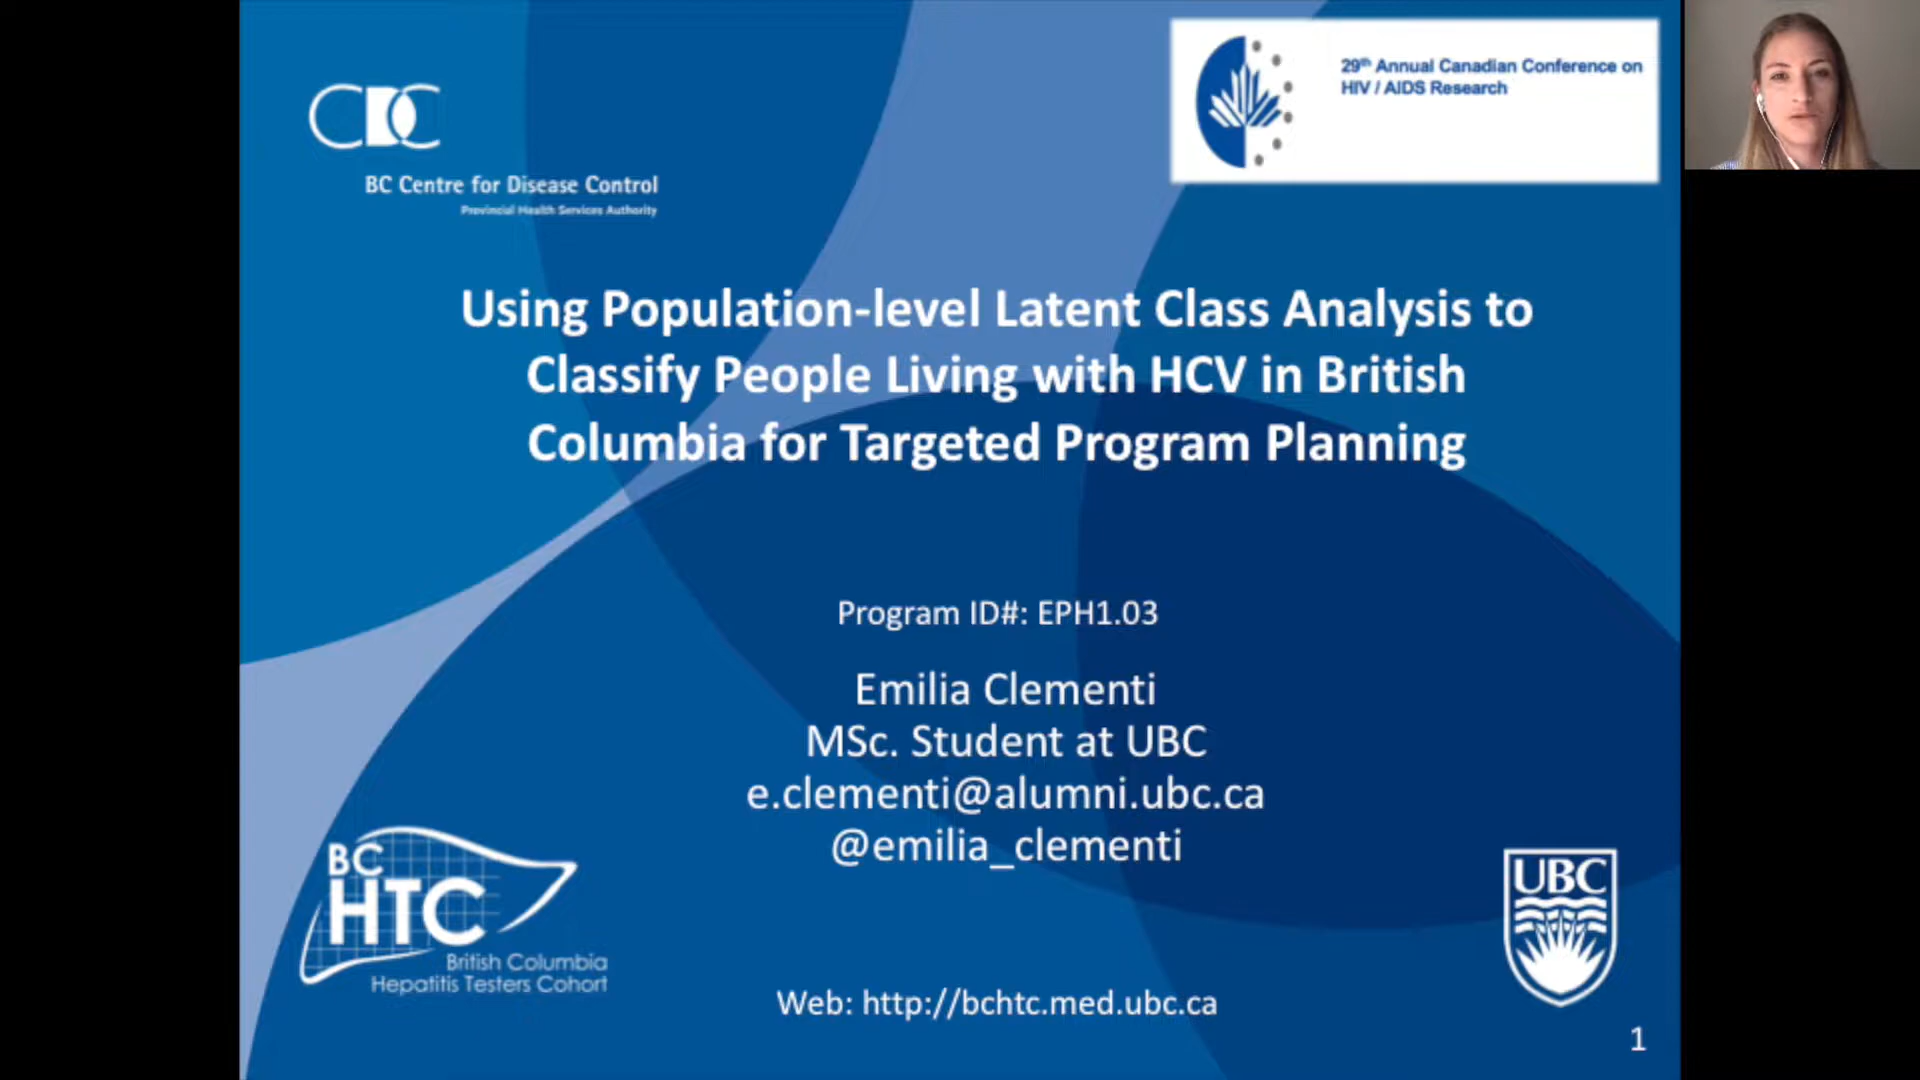 CDC
BC Centre for Disease Control
Provincial Health Services Authority
29th Annual Canadian Conference on
HIV / AIDS Research
Using Population-level Latent Class Analysis to
Classify People Living with HCV in British
Columbia for Targeted Program Planning
Program ID#: EPH1.03
Emilia Clementi
MSc. Student at UBC
e.clementi@alumni.ubc.ca
@emilia_clementi
BC
HTC
British Columbia
Hepatitis Testers Cohort
UBC
Web: http://bchtc.med.ubc.ca
1